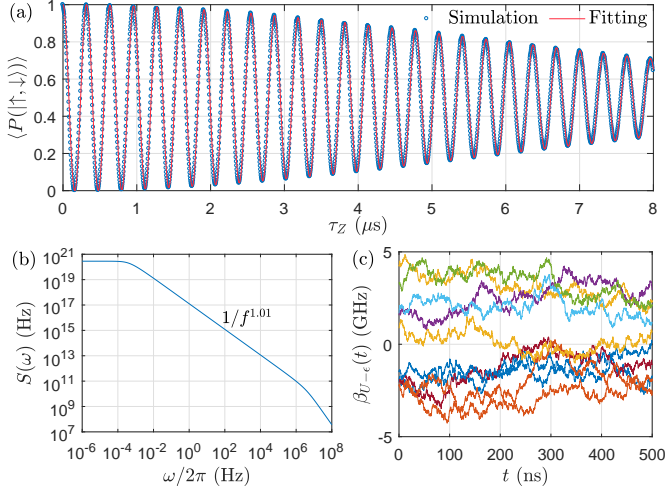 (a)
Simulation
Fitting
⟨P(|↑,↓⟩)⟩
1
0.8
0.6
0.4
0.2
0
0 1 2 3 4 5 6 7 8
τ_Z (μs)
(b)
S(ω) (Hz)
10^21
10^19
10^17
10^15
10^13
10^11
10^9
10^7
1/f^1.01
10^-6 10^-4 10^-2 10^0 10^2 10^4 10^6 10^8
ω/2π (Hz)
(c)
β_{U−ϵ}(t) (GHz)
5
0
-5
0 100 200 300 400 500
t (ns)